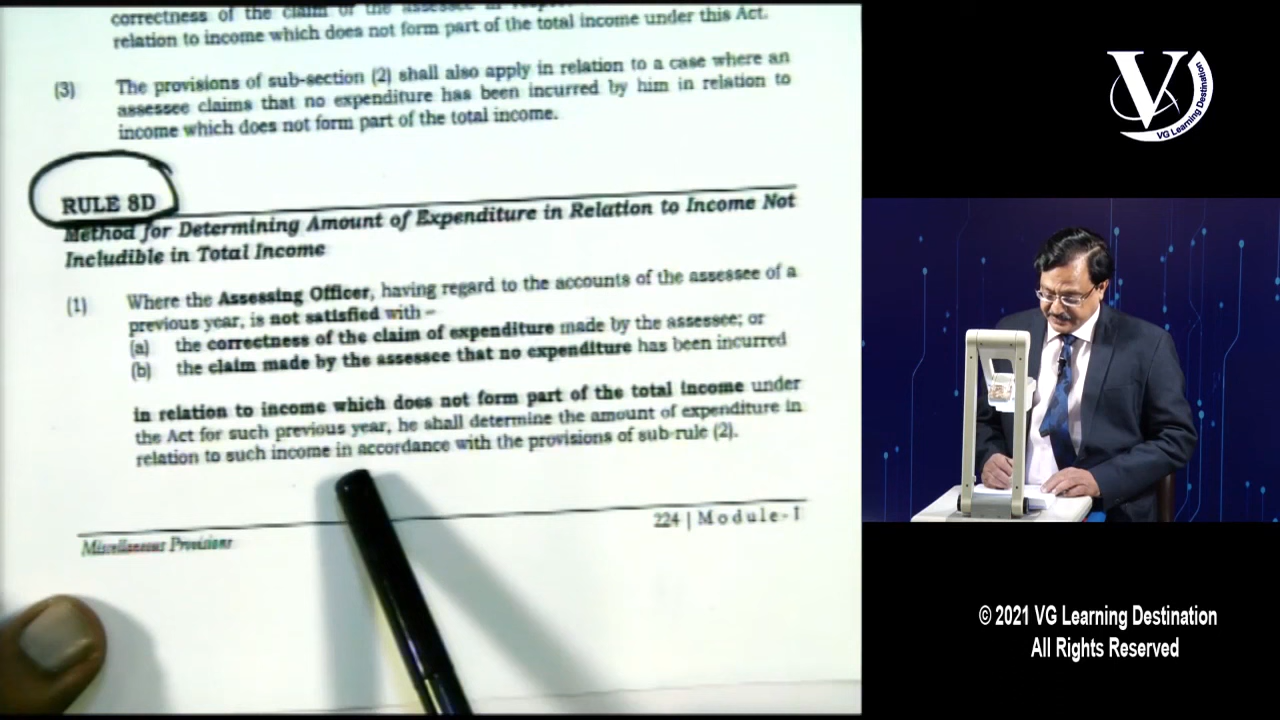 correctness of the claim of the assessee in
relation to income which does not form part of the total income under this Act.
(3) The provisions of sub-section (2) shall also apply in relation to a case where an
assessee claims that no expenditure has been incurred by him in relation to
income which does not form part of the total income.
RULE 8D
Method for Determining Amount of Expenditure in Relation to Income Not
Includible in Total Income
(1) Where the Assessing Officer, having regard to the accounts of the assessee of a
previous year, is not satisfied with –
(a) the correctness of the claim of expenditure made by the assessee; or
(b) the claim made by the assessee that no expenditure has been incurred
in relation to income which does not form part of the total income under
the Act for such previous year, he shall determine the amount of expenditure in
relation to such income in accordance with the provisions of sub-rule (2).
224 | Module-I
Miscellaneous Provisions
V
VG Learning Destination
© 2021 VG Learning Destination
All Rights Reserved